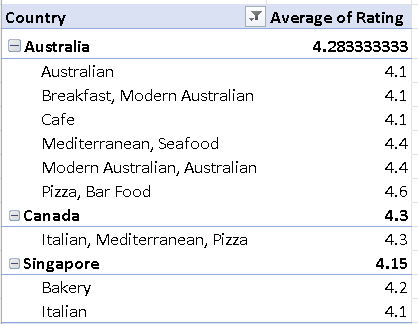 Country Average of Rating
Australia 4.283333333
Australian 4.1
Breakfast, Modern Australian 4.1
Cafe 4.1
Mediterranean, Seafood 4.4
Modern Australian, Australian 4.4
Pizza, Bar Food 4.6
Canada 4.3
Italian, Mediterranean, Pizza 4.3
Singapore 4.15
Bakery 4.2
Italian 4.1